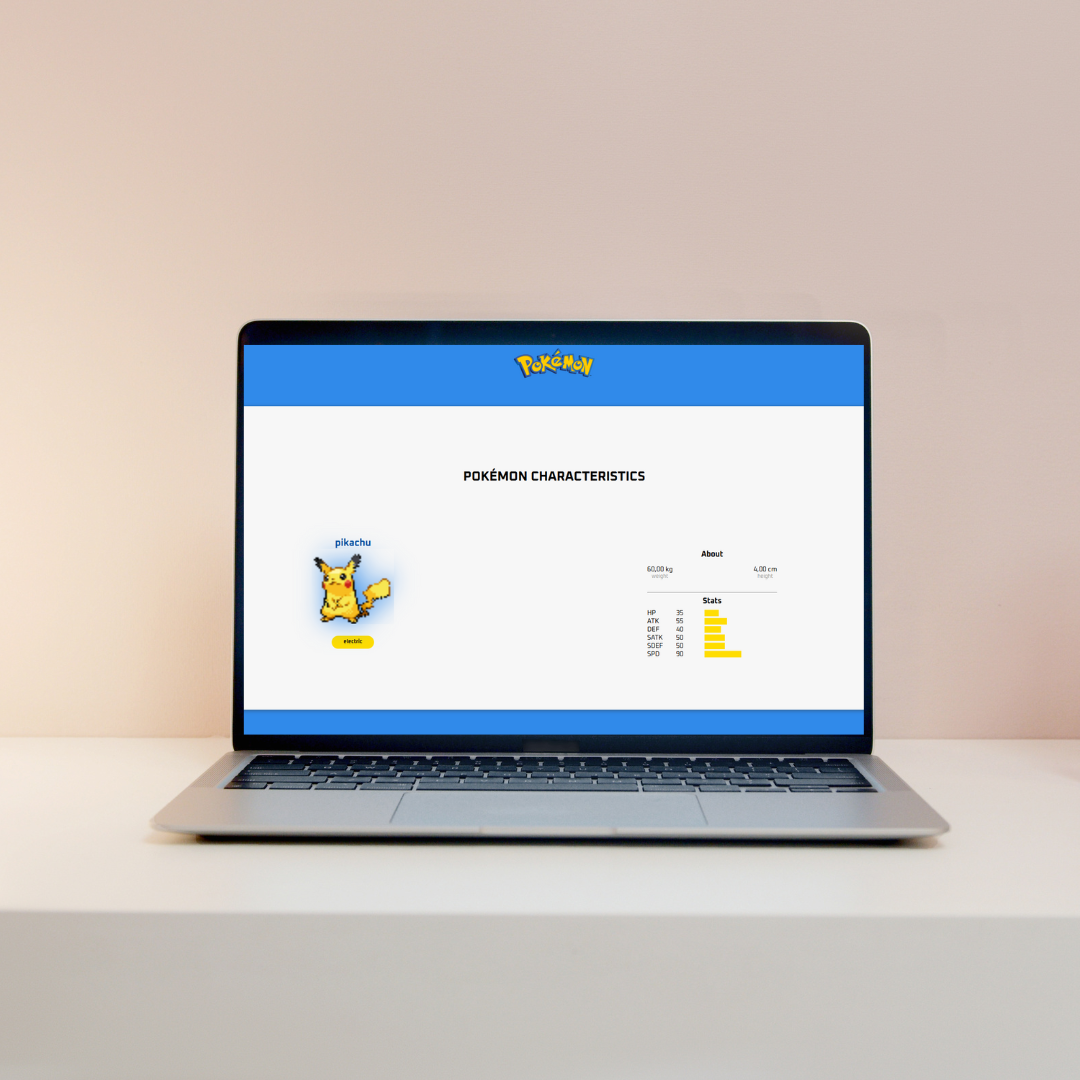 POKÉMON
POKÉMON CHARACTERISTICS
pikachu
electric
About
60,00 kg 4,00 cm
weight height
Stats
HP 35
ATK 55
DEF 40
SATK 50
SDEF 50
SPD 90